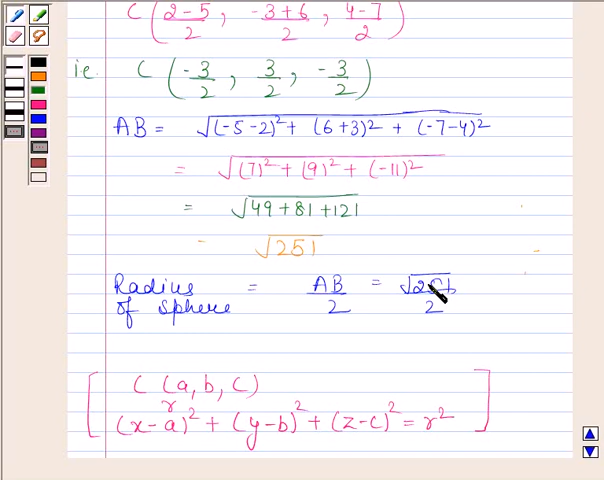 C (2-5/2, -3+6/2, 4-7/2)
i.e. C (-3/2, 3/2, -3/2)
AB = √(-5-2)² + (6+3)² + (-7-4)²
= √(7)² + (9)² + (-11)²
= √49+81+121
= √251
Radius of sphere = AB/2 = √251/2
C (a, b, c)
r
(x-a)² + (y-b)² + (z-c)² = r²